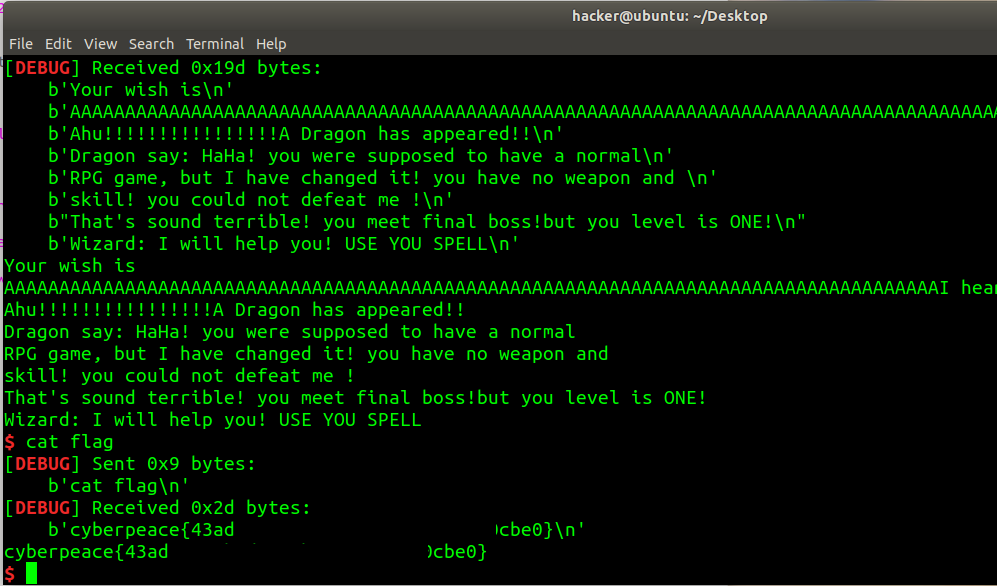 hacker@ubuntu: ~/Desktop
File Edit View Search Terminal Help
[DEBUG] Received 0x19d bytes:
b'Your wish is\n'
b'AAAAAAAAAAAAAAAAAAAAAAAAAAAAAAAAAAAAAAAAAAAAAAAAAAAAAAAAAAAAAAAAAAAAAAAAAAAAAAAAAAAAA
b'Ahu!!!!!!!!!!!!!!!!A Dragon has appeared!!\n'
b'Dragon say: HaHa! you were supposed to have a normal\n'
b'RPG game, but I have changed it! you have no weapon and \n'
b'skill! you could not defeat me !\n'
b"That's sound terrible! you meet final boss!but you level is ONE!\n"
b'Wizard: I will help you! USE YOU SPELL\n'
Your wish is
AAAAAAAAAAAAAAAAAAAAAAAAAAAAAAAAAAAAAAAAAAAAAAAAAAAAAAAAAAAAAAAAAAAAAAAAAAAAAAAAAAAAAI hear
Ahu!!!!!!!!!!!!!!!!A Dragon has appeared!!
Dragon say: HaHa! you were supposed to have a normal
RPG game, but I have changed it! you have no weapon and
skill! you could not defeat me !
That's sound terrible! you meet final boss!but you level is ONE!
Wizard: I will help you! USE YOU SPELL
$ cat flag
[DEBUG] Sent 0x9 bytes:
b'cat flag\n'
[DEBUG] Received 0x2d bytes:
b'cyberpeace{43ad cbe0}\n'
cyberpeace{43ad cbe0}
$